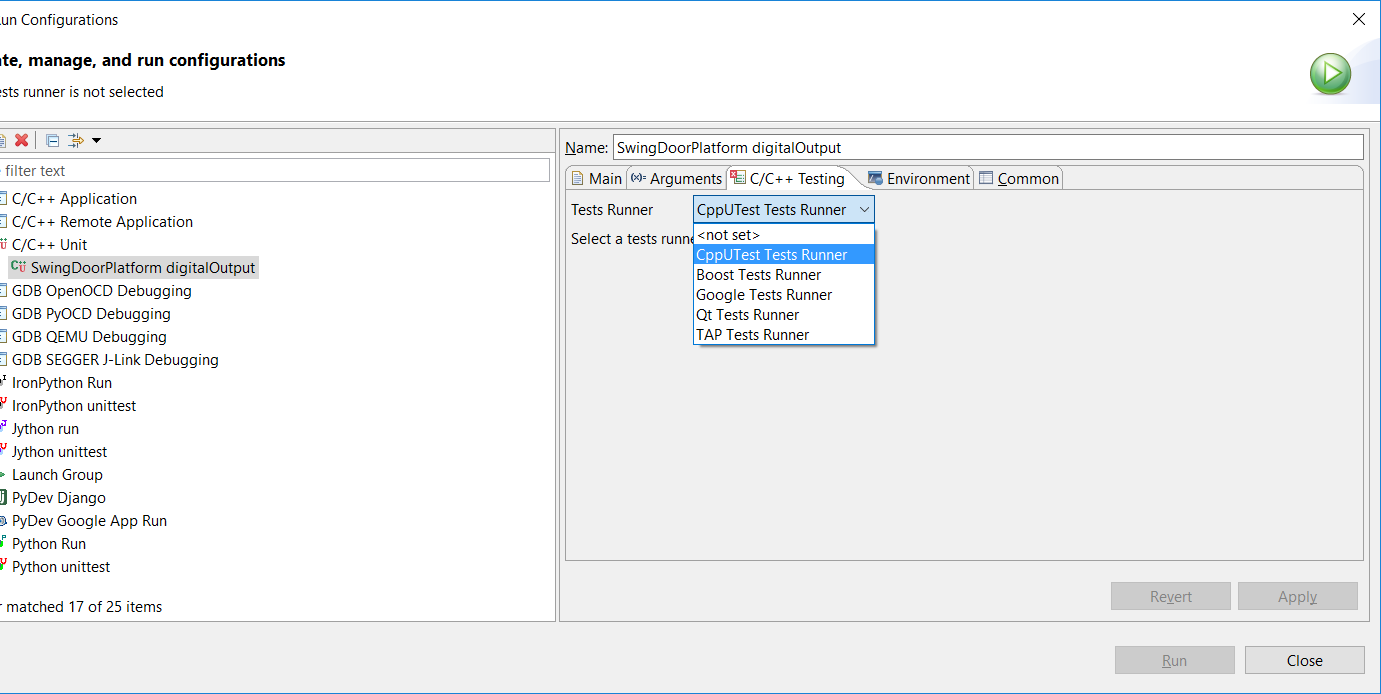 un Configurations
te, manage, and run configurations
ests runner is not selected
filter text
C/C++ Application
C/C++ Remote Application
C/C++ Unit
SwingDoorPlatform digitalOutput
GDB OpenOCD Debugging
GDB PyOCD Debugging
GDB QEMU Debugging
GDB SEGGER J-Link Debugging
IronPython Run
IronPython unittest
Jython run
Jython unittest
Launch Group
PyDev Django
PyDev Google App Run
Python Run
Python unittest
r matched 17 of 25 items
Name: SwingDoorPlatform digitalOutput
Main (x)= Arguments C/C++ Testing Environment Common
Tests Runner CppUTest Tests Runner
Select a tests runne
<not set>
CppUTest Tests Runner
Boost Tests Runner
Google Tests Runner
Qt Tests Runner
TAP Tests Runner
Revert Apply
Run Close